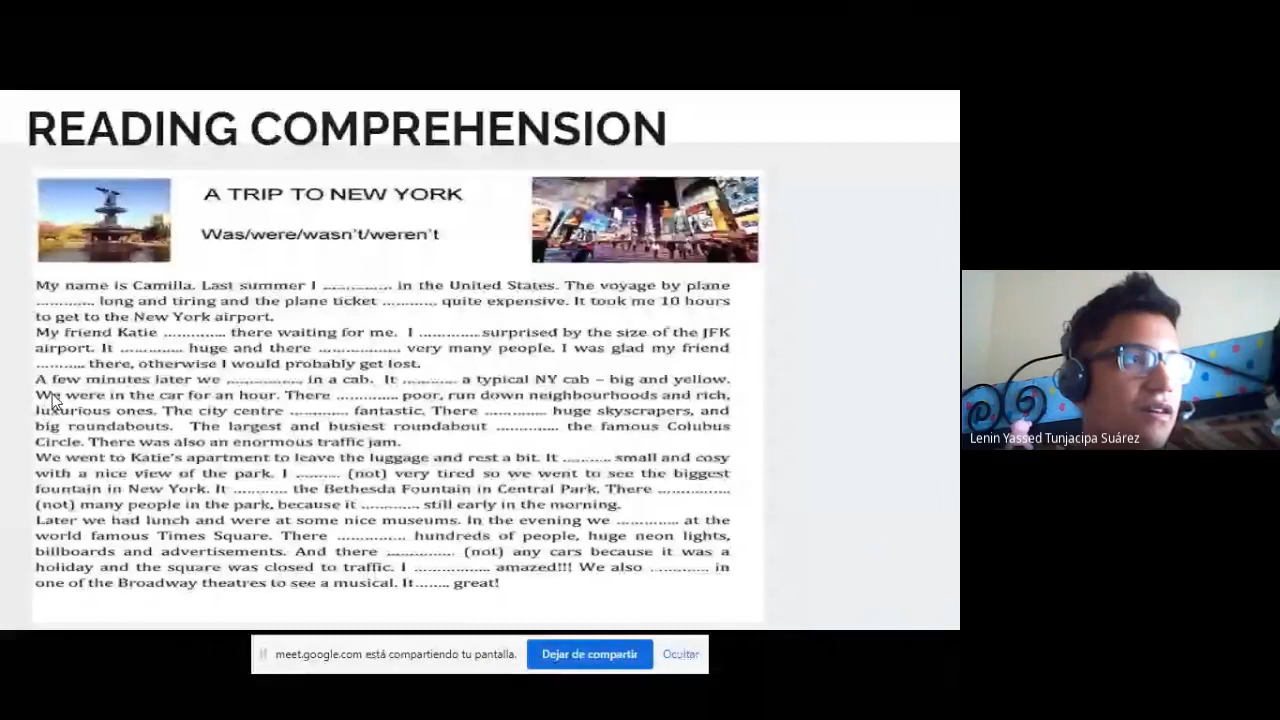 READING COMPREHENSION
A TRIP TO NEW YORK
Was/were/wasn't/weren't
My name is Camilla. Last summer I .............. in the United States. The voyage by plane
............ long and tiring and the plane ticket ..........., quite expensive. It took me 10 hours
to get to the New York airport.
My friend Katie ............. there waiting for me. I ............ surprised by the size of the JFK
airport. It ............. huge and there ................. very many people. I was glad my friend
.......... there, otherwise I would probably get lost.
A few minutes later we ................ in a cab. It ........... a typical NY cab – big and yellow.
We were in the car for an hour. There ............. poor, run down neighbourhoods and rich,
luxurious ones. The city centre ............ fantastic. There ............. huge skyscrapers, and
big roundabouts. The largest and busiest roundabout ............. the famous Colubus
Circle. There was also an enormous traffic jam.
We went to Katie's apartment to leave the luggage and rest a bit. It .......... small and cosy
with a nice view of the park. I ......... (not) very tired so we went to see the biggest
fountain in New York. It ............ the Bethesda Fountain in Central Park. There ...............
(not) many people in the park, because it ............. still early in the morning.
Later we had lunch and were at some nice museums. In the evening we ............. at the
world famous Times Square. There .............. hundreds of people, huge neon lights,
billboards and advertisements. And there .............. (not) any cars because it was a
holiday and the square was closed to traffic. I ................ amazed!!! We also ............. in
one of the Broadway theatres to see a musical. It....... great!
Lenin Yassed Tunjacipa Suárez
meet.google.com está compartiendo tu pantalla.
Dejar de compartir
Ocultar